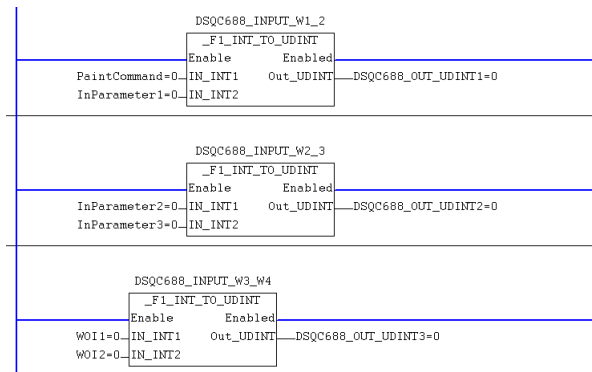 DSQC688_INPUT_W1_2
_F1_INT_TO_UDINT
Enable Enabled
PaintCommand=0 IN_INT1 Out_UDINT DSQC688_OUT_UDINT1=0
InParameter1=0 IN_INT2
DSQC688_INPUT_W2_3
_F1_INT_TO_UDINT
Enable Enabled
InParameter2=0 IN_INT1 Out_UDINT DSQC688_OUT_UDINT2=0
InParameter3=0 IN_INT2
DSQC688_INPUT_W3_W4
_F1_INT_TO_UDINT
Enable Enabled
WOI1=0 IN_INT1 Out_UDINT DSQC688_OUT_UDINT3=0
WOI2=0 IN_INT2